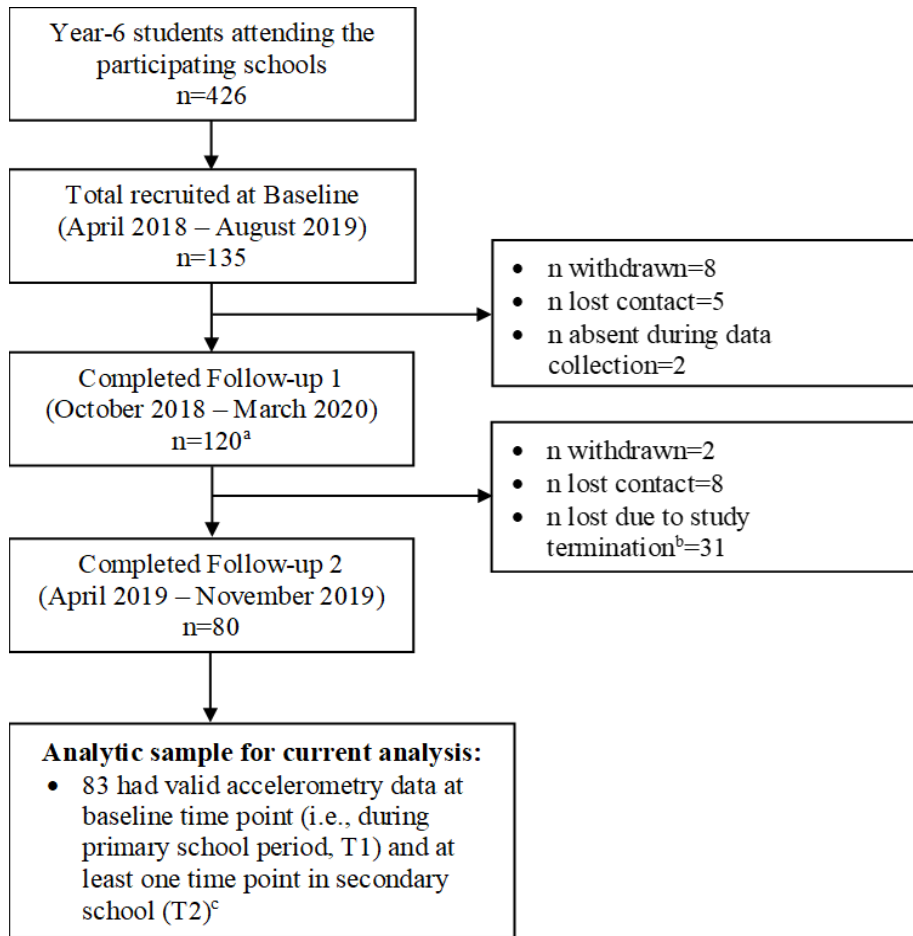 Year-6 students attending the
participating schools
n=426
Total recruited at Baseline
(April 2018 – August 2019)
n=135
• n withdrawn=8
• n lost contact=5
• n absent during data
collection=2
Completed Follow-up 1
(October 2018 – March 2020)
n=120ᵃ
• n withdrawn=2
• n lost contact=8
• n lost due to study
terminationᵇ=31
Completed Follow-up 2
(April 2019 – November 2019)
n=80
Analytic sample for current analysis:
• 83 had valid accelerometry data at
baseline time point (i.e., during
primary school period, T1) and at
least one time point in secondary
school (T2)ᶜ